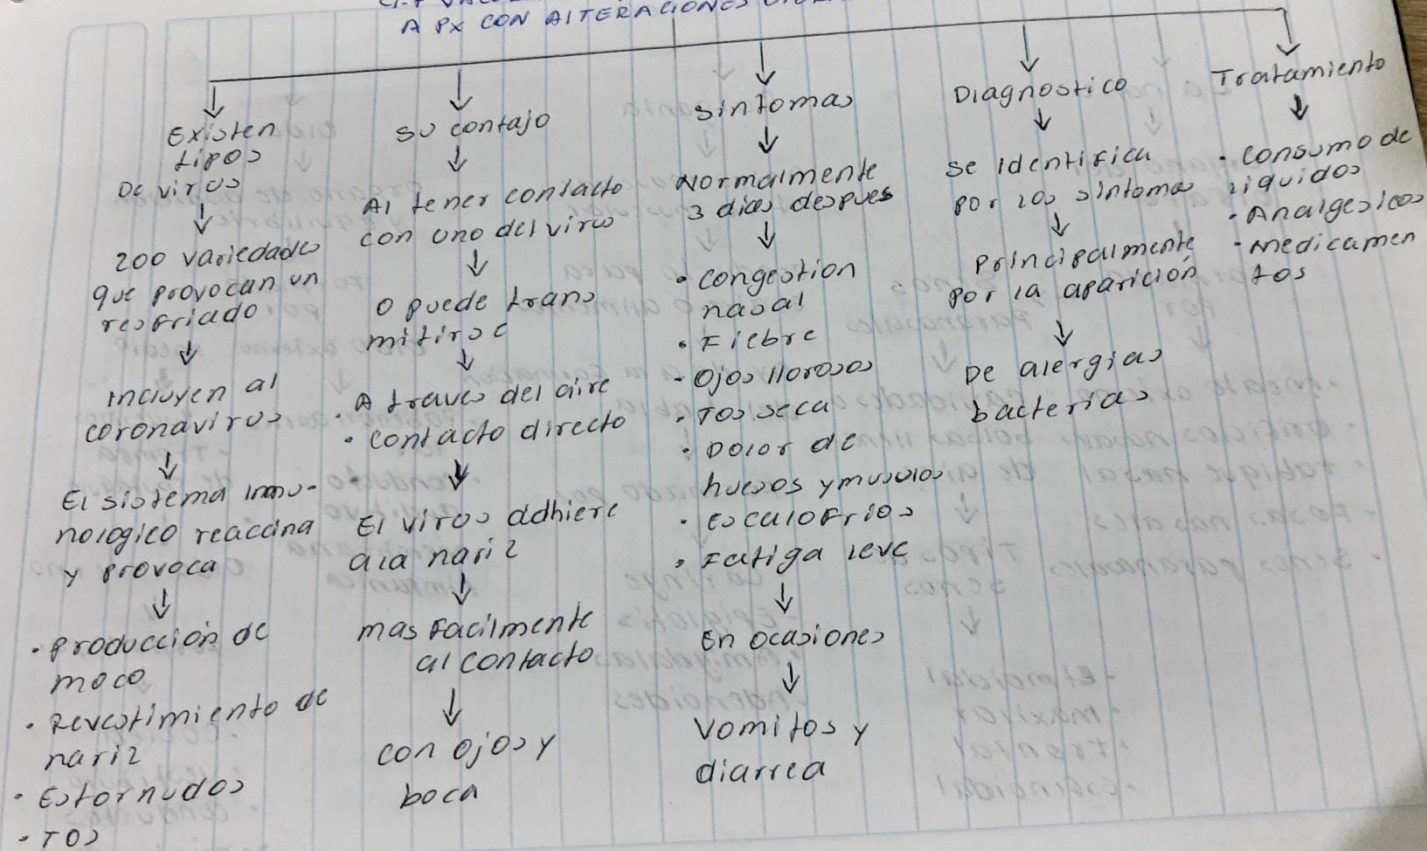 A PX CON ALTERACIONES
Existen
tipos
De virus
200 variedades
que provocan un
resfriado
incluyen al
coronavirus
El sistema inmu-
nologico reaccina
y provoca
• Producción de
moco
• Revestimiento de
nariz
• Estornudos
- Tos
su contajo
Al tener contacto
con uno del virus
o puede trans
mitirse
• A traves del aire
• contacto directo
El virus adhiere
a la nariz
mas facilmente
al contacto
con ojos y
boca
sintomas
Normalmente
3 dias despues
• congestion
nasal
• Fiebre
- Ojos llorosos
• Tos seca
• Dolor de
huesos y musculos
• Escalofrios
• Fatiga leve
En ocasiones
Vomitos y
diarrea
Diagnostico
se identifica
por los sintomas
principalmente
por la aparición
De alergias
bacterias
Tratamiento
• consumo de
liquidos
- Analgesicos
- medicamen
tos